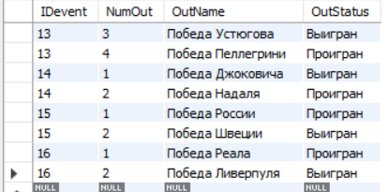 IDevent NumOut OutName OutStatus
13 3 Победа Устюгова Выигран
13 4 Победа Пеллегрини Проигран
14 1 Победа Джоковича Выигран
14 2 Победа Надаля Проигран
15 1 Победа России Проигран
15 2 Победа Швеции Выигран
16 1 Победа Реала Проигран
16 2 Победа Ливерпуля Выигран
NULL NULL NULL NULL